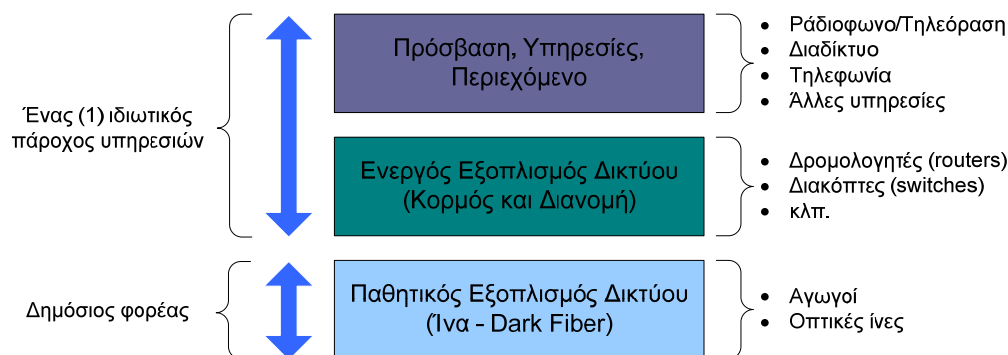 Ένας (1) ιδιωτικός
πάροχος υπηρεσιών
Πρόσβαση, Υπηρεσίες,
Περιεχόμενο
• Ράδιοφωνο/Τηλεόραση
• Διαδίκτυο
• Τηλεφωνία
• Άλλες υπηρεσίες
Ενεργός Εξοπλισμός Δικτύου
(Κορμός και Διανομή)
• Δρομολογητές (routers)
• Διακόπτες (switches)
• κλπ.
Δημόσιος φορέας
Παθητικός Εξοπλισμός Δικτύου
(Ίνα - Dark Fiber)
• Αγωγοί
• Οπτικές ίνες